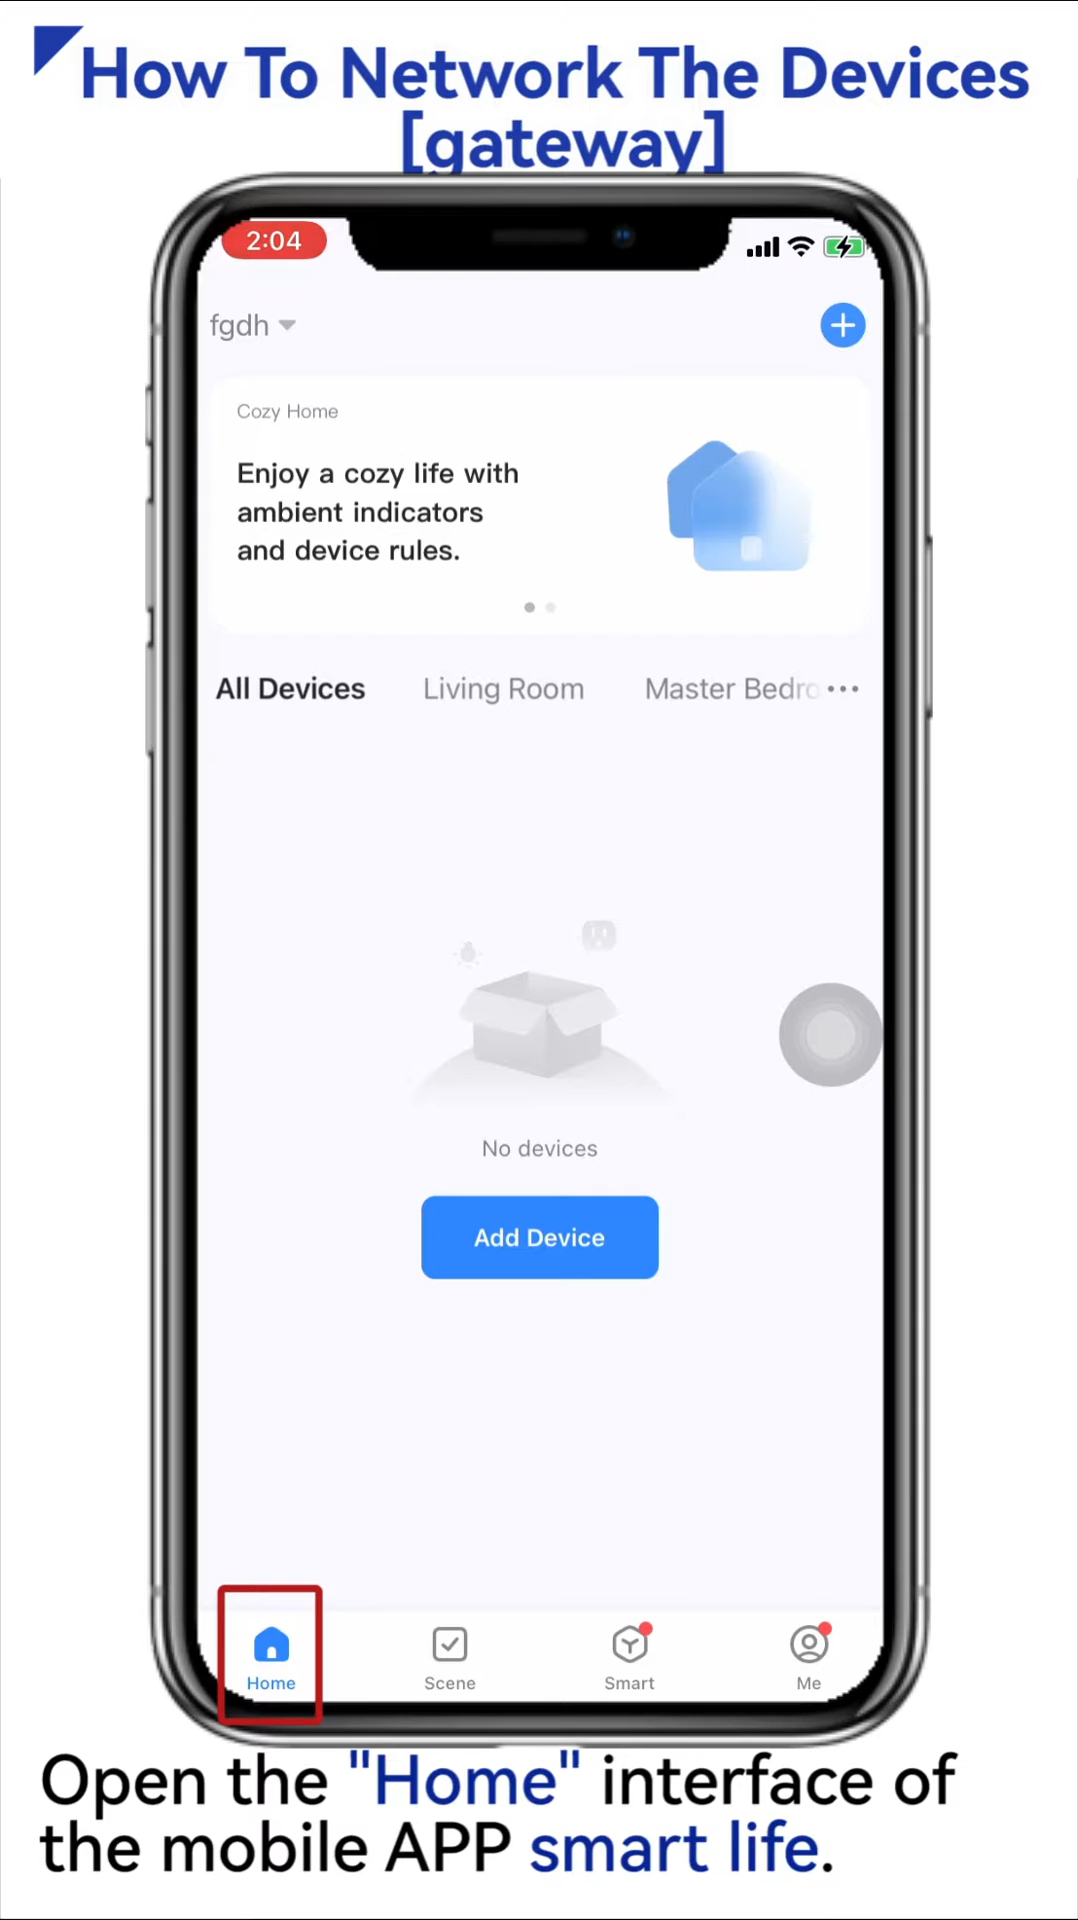 How To Network The Devices
[gateway]
2:04
fgdh
Cozy Home
Enjoy a cozy life with
ambient indicators
and device rules.
All Devices Living Room Master Bedro
No devices
Add Device
Home Scene Smart Me
Open the "Home" interface of
the mobile APP smart life.